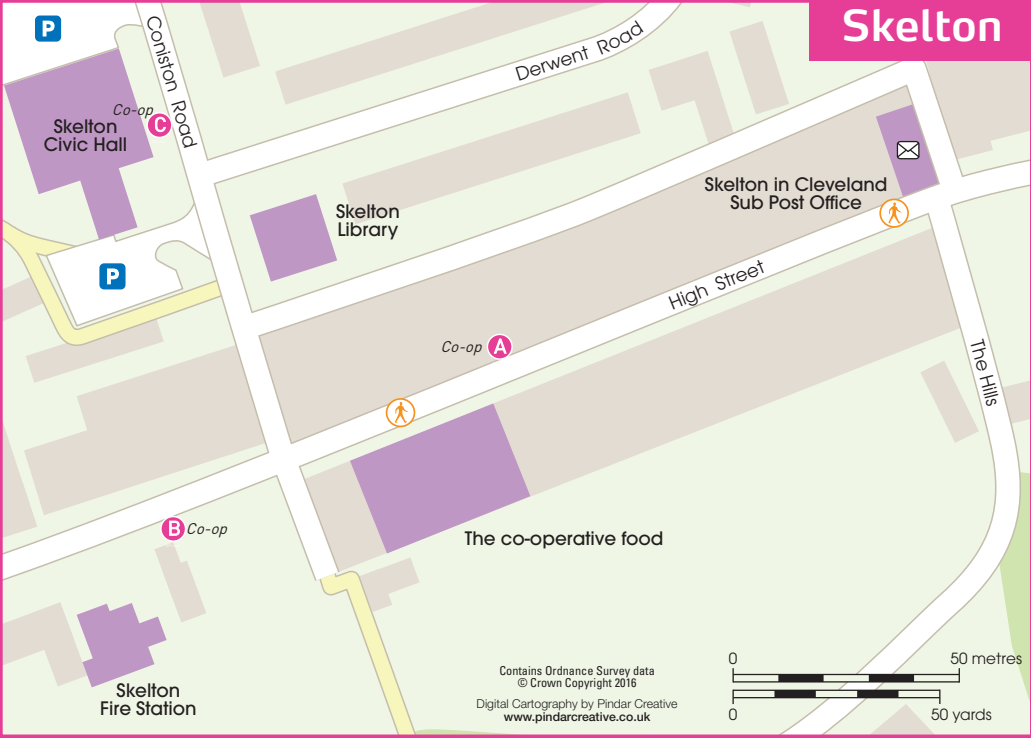 Skelton
P
Coniston Road
Derwent Road
Co-op
C
Skelton
Civic Hall
Skelton in Cleveland
Sub Post Office
Skelton
Library
P
High Street
Co-op A
The Hills
B Co-op
The co-operative food
Skelton
Fire Station
Contains Ordnance Survey data
© Crown Copyright 2016
Digital Cartography by Pindar Creative
www.pindarcreative.co.uk
0 50 metres
0 50 yards